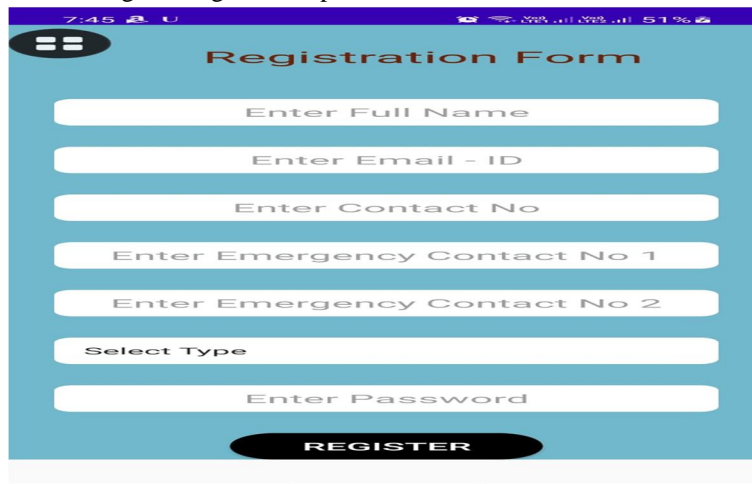 7:45 U 51%
Registration Form
Enter Full Name
Enter Email - ID
Enter Contact No
Enter Emergency Contact No 1
Enter Emergency Contact No 2
Select Type
Enter Password
REGISTER